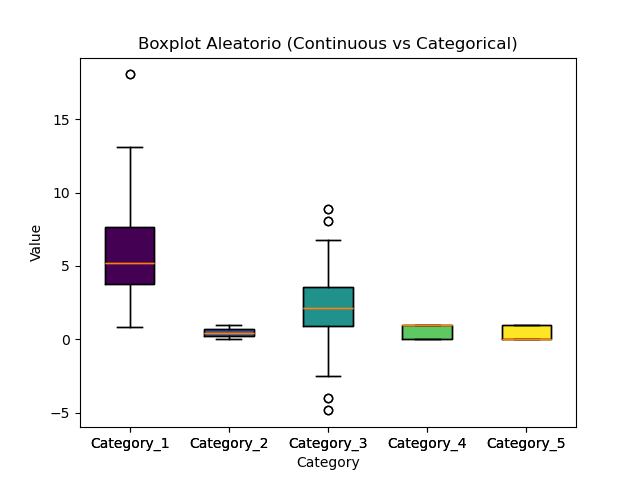 Boxplot Aleatorio (Continuous vs Categorical)
15
10
5
0
−5
Value
Category_1 Category_2 Category_3 Category_4 Category_5
Category